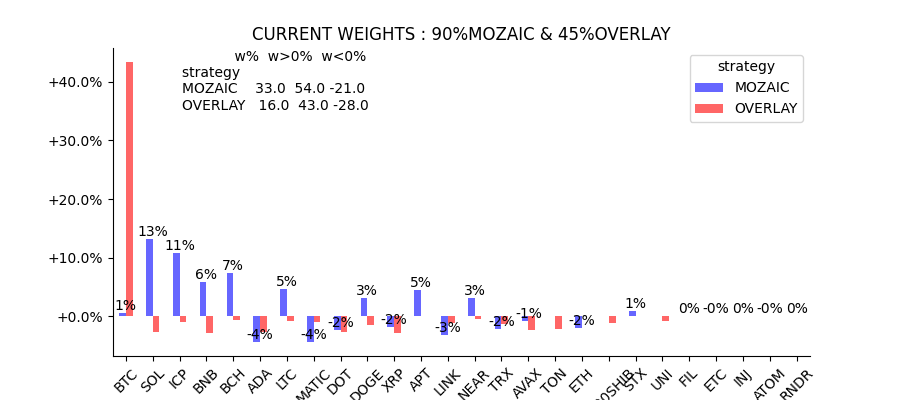 CURRENT WEIGHTS : 90%MOZAIC & 45%OVERLAY
w% w>0% w<0%
strategy
MOZAIC 33.0 54.0 -21.0
OVERLAY 16.0 43.0 -28.0
strategy
MOZAIC
OVERLAY
+40.0%
+30.0%
+20.0%
+10.0%
+0.0%
1% 13% 11% 6% 7% -4% 5% -4% -2% 3% -2% 5% -3% 3% -2% -1% -2% 1% 0% -0% 0% -0% 0%
BTC SOL ICP BNB BCH ADA LTC MATIC DOT DOGE XRP APT LINK NEAR TRX AVAX TON ETH STX UNI FIL ETC INJ ATOM RNDR